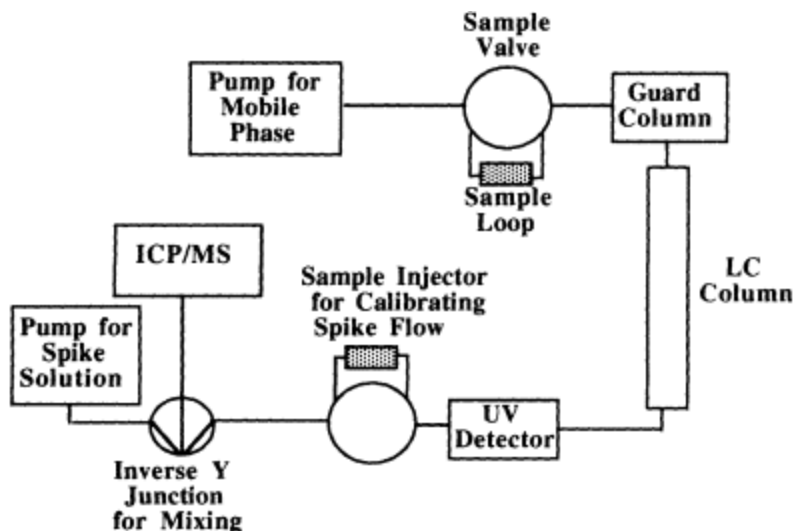 Sample
Valve
Pump for
Mobile
Phase
Guard
Column
Sample
Loop
LC
Column
ICP/MS
Sample Injector
for Calibrating
Spike Flow
Pump for
Spike
Solution
UV
Detector
Inverse Y
Junction
for Mixing